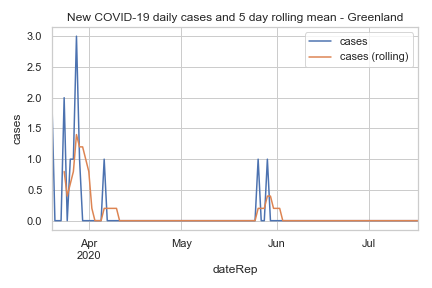 New COVID-19 daily cases and 5 day rolling mean - Greenland
cases
cases (rolling)
3.0
2.5
2.0
1.5
1.0
0.5
0.0
cases
Apr
2020
May
Jun
Jul
dateRep